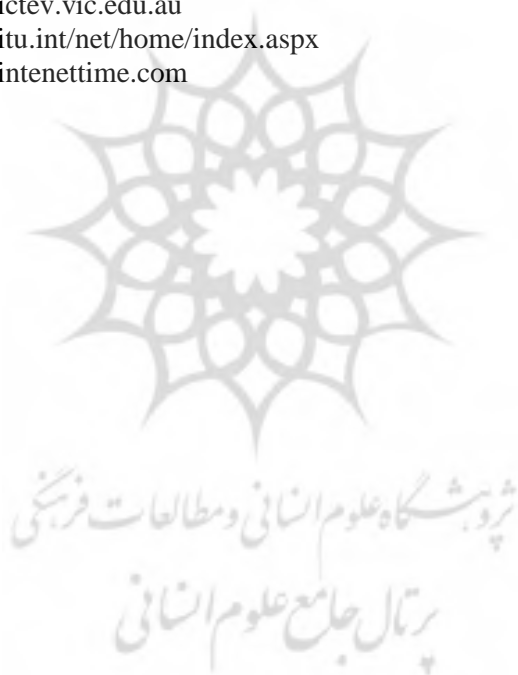 ictev.vic.edu.au
itu.int/net/home/index.aspx
intenettime.com
پژوهشگاه علوم انسانی و مطالعات فرهنگی
پرتال جامع علوم انسانی